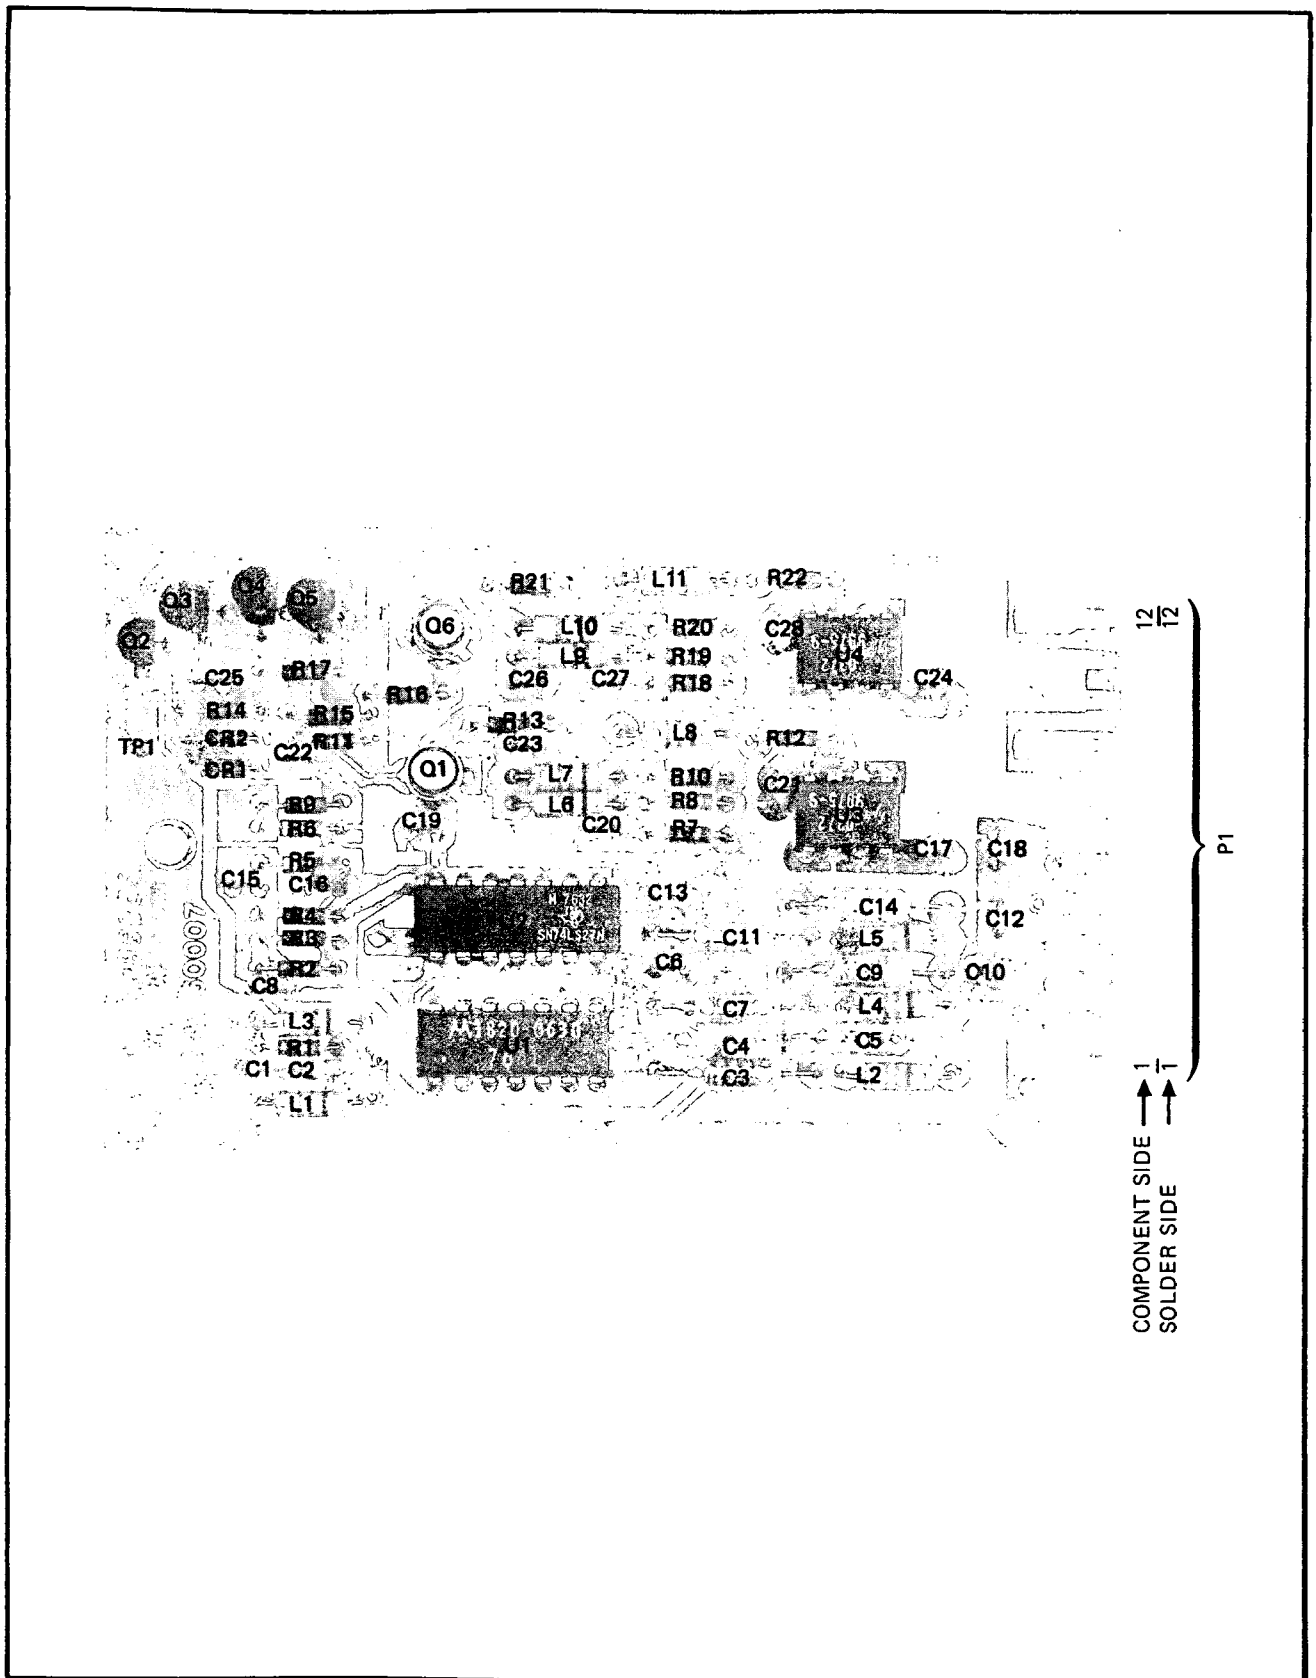 R21 L11 R22
Q3 Q4 Q5
Q2 Q6 L10 R20 C28
L9 R19 U4
C25 R17 C26 C27 R18 C24
R16
R14 R15 R13 L8
TP1 CR2 R11 C22 C23 R12
CR1 Q1 L7 R10 C21
R9 L6 R8
R6 C19 C20 R7 U3
R5 C17 C18
C15 C16 C13
R4 C14 C12
R3 SN74LS27N C11 L5
R2 C6 C9 O10
C8
L3 C7 L4
R1 U1 C4 C5
C1 C2 C3 L2
L1
12
12
1
1
P1
COMPONENT SIDE
SOLDER SIDE